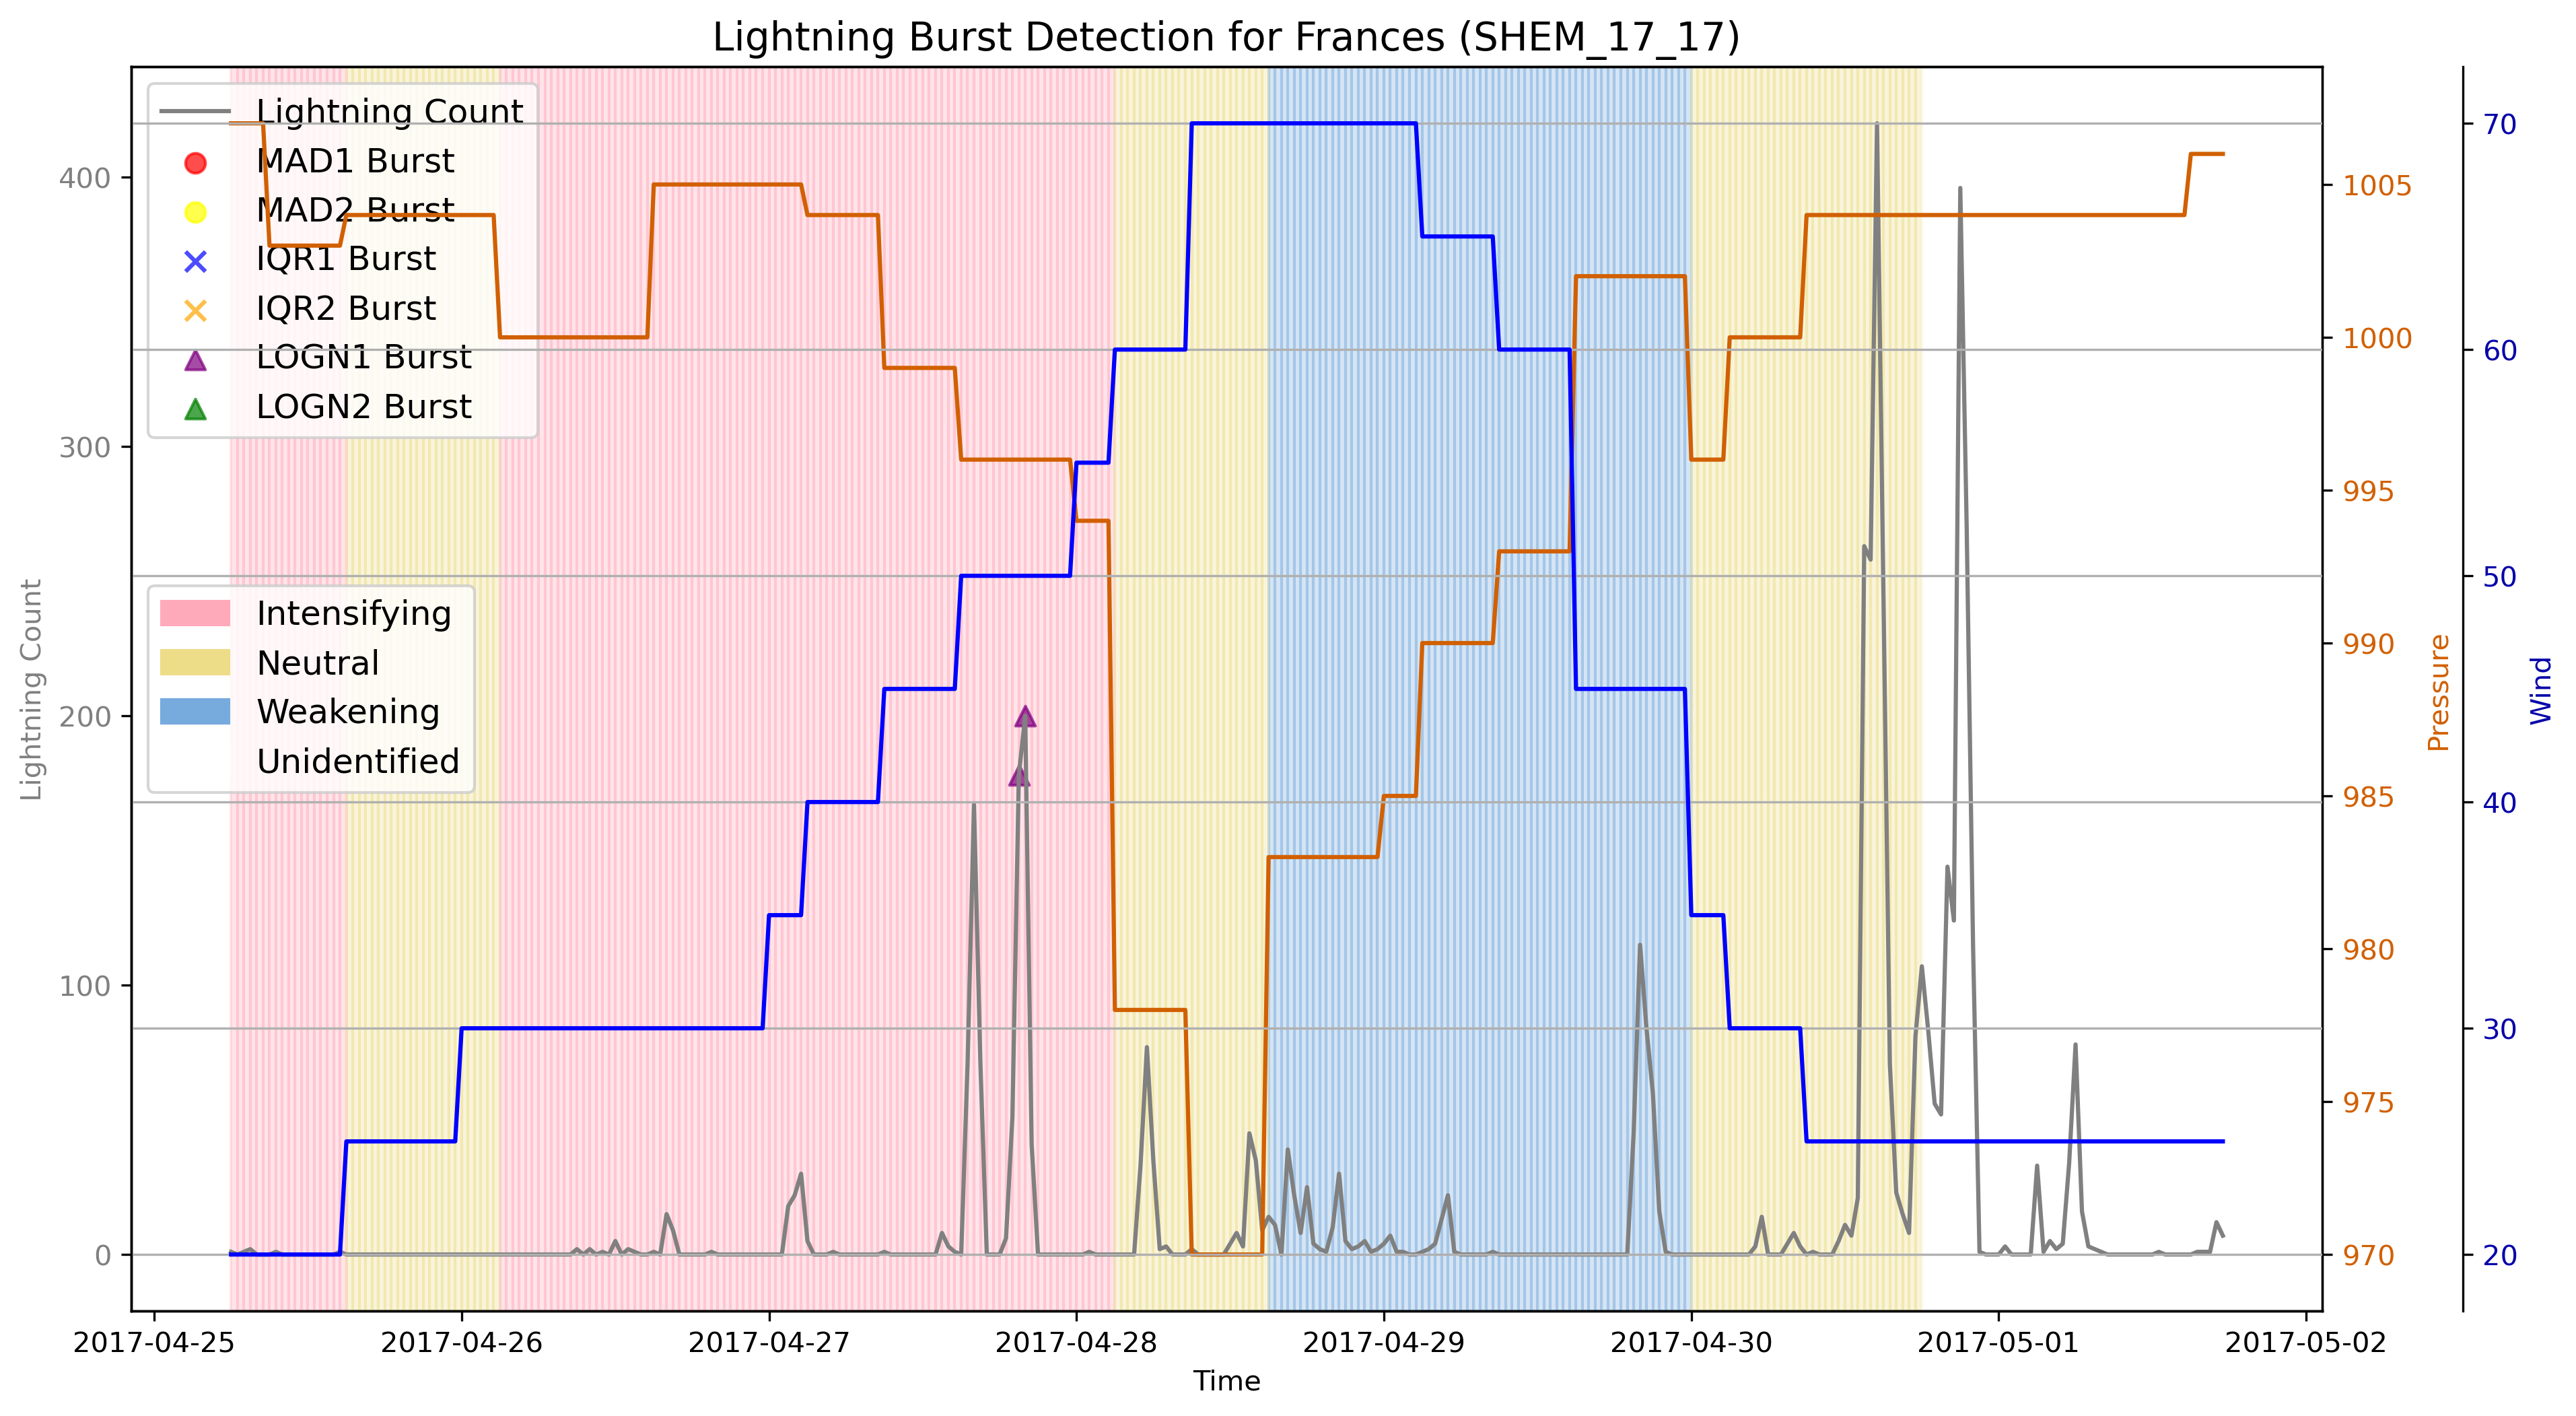 Lightning Burst Detection for Frances (SHEM_17_17)
Lightning Count
MAD1 Burst
MAD2 Burst
IQR1 Burst
IQR2 Burst
LOGN1 Burst
LOGN2 Burst
Intensifying
Neutral
Weakening
Unidentified
Lightning Count
400
300
200
100
0
1005
1000
995
990
985
980
975
970
Pressure
70
60
50
40
30
20
Wind
2017-04-25
2017-04-26
2017-04-27
2017-04-28
2017-04-29
2017-04-30
2017-05-01
2017-05-02
Time